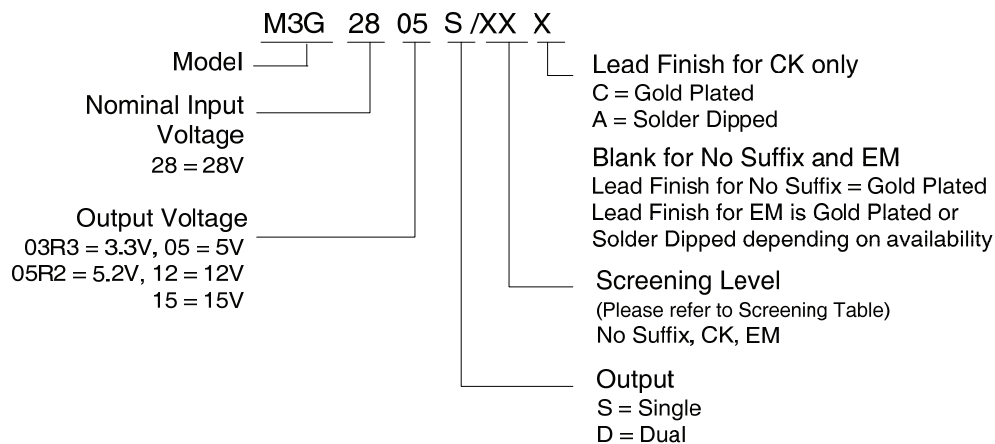 M3G 28 05 S /XX X
Model
Nominal Input
Voltage
28 = 28V
Output Voltage
03R3 = 3.3V, 05 = 5V
05R2 = 5.2V, 12 = 12V
15 = 15V
Lead Finish for CK only
C = Gold Plated
A = Solder Dipped
Blank for No Suffix and EM
Lead Finish for No Suffix = Gold Plated
Lead Finish for EM is Gold Plated or
Solder Dipped depending on availability
Screening Level
(Please refer to Screening Table)
No Suffix, CK, EM
Output
S = Single
D = Dual